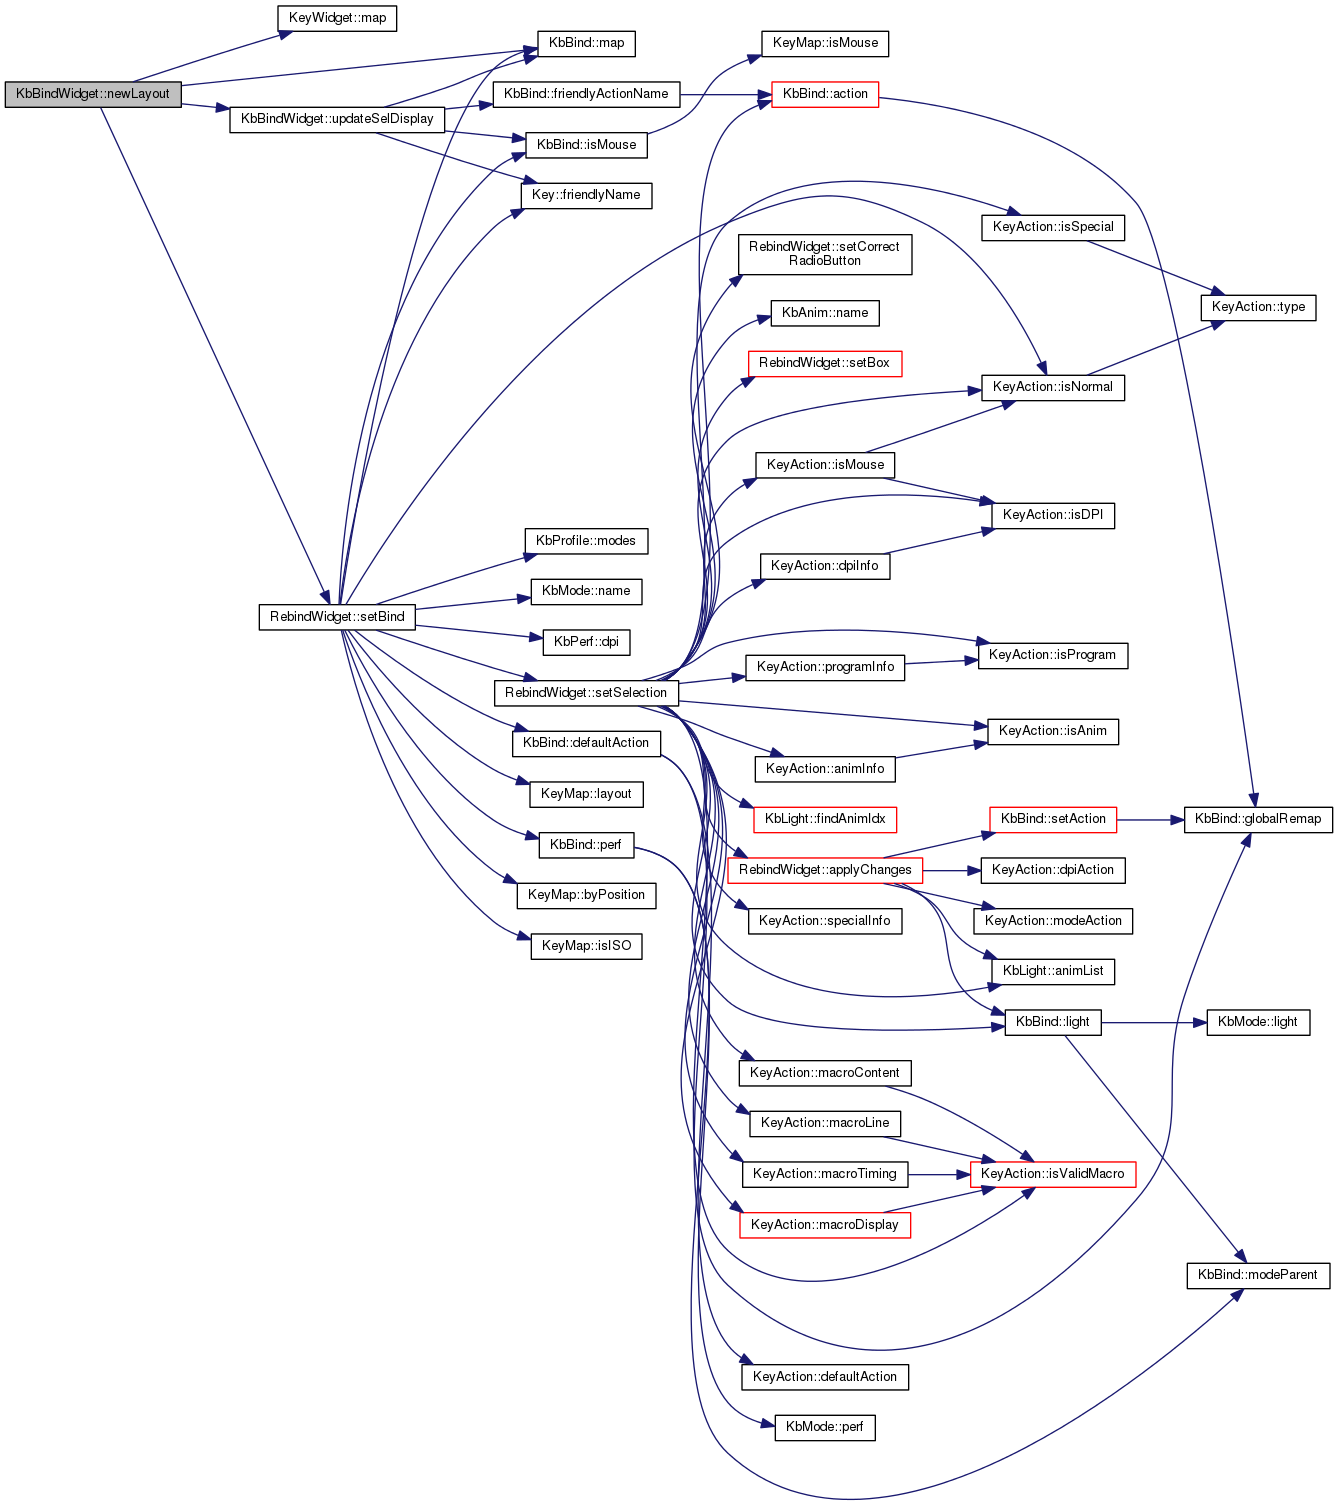 KeyWidget::map
KbBind::map
KeyMap::isMouse
KbBindWidget::newLayout
KbBind::friendlyActionName
KbBind::action
KbBindWidget::updateSelDisplay
KbBind::isMouse
Key::friendlyName
KeyAction::isSpecial
RebindWidget::setCorrect
RadioButton
KeyAction::type
KbAnim::name
RebindWidget::setBox
KeyAction::isNormal
KeyAction::isMouse
KeyAction::isDPI
KbProfile::modes
KeyAction::dpiInfo
KbMode::name
RebindWidget::setBind
KbPerf::dpi
KeyAction::isProgram
KeyAction::programInfo
RebindWidget::setSelection
KeyAction::isAnim
KbBind::defaultAction
KeyAction::animInfo
KeyMap::layout
KbLight::findAnimIdx
KbBind::setAction
KbBind::globalRemap
KbBind::perf
RebindWidget::applyChanges
KeyAction::dpiAction
KeyMap::byPosition
KeyAction::specialInfo
KeyAction::modeAction
KeyMap::isISO
KbLight::animList
KbBind::light
KbMode::light
KeyAction::macroContent
KeyAction::macroLine
KeyAction::macroTiming
KeyAction::isValidMacro
KeyAction::macroDisplay
KbBind::modeParent
KeyAction::defaultAction
KbMode::perf